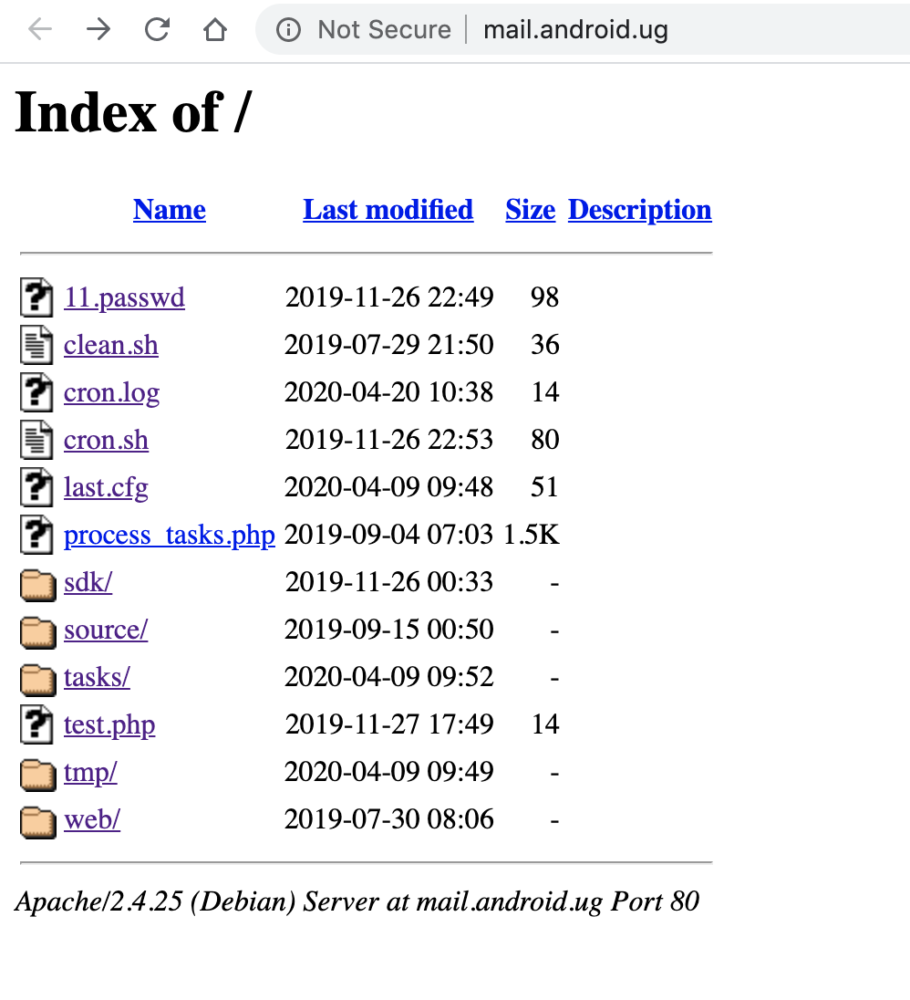 Not Secure | mail.android.ug
Index of /
Name Last modified Size Description
11.passwd 2019-11-26 22:49 98
clean.sh 2019-07-29 21:50 36
cron.log 2020-04-20 10:38 14
cron.sh 2019-11-26 22:53 80
last.cfg 2020-04-09 09:48 51
process_tasks.php 2019-09-04 07:03 1.5K
sdk/ 2019-11-26 00:33 -
source/ 2019-09-15 00:50 -
tasks/ 2020-04-09 09:52 -
test.php 2019-11-27 17:49 14
tmp/ 2020-04-09 09:49 -
web/ 2019-07-30 08:06 -
Apache/2.4.25 (Debian) Server at mail.android.ug Port 80